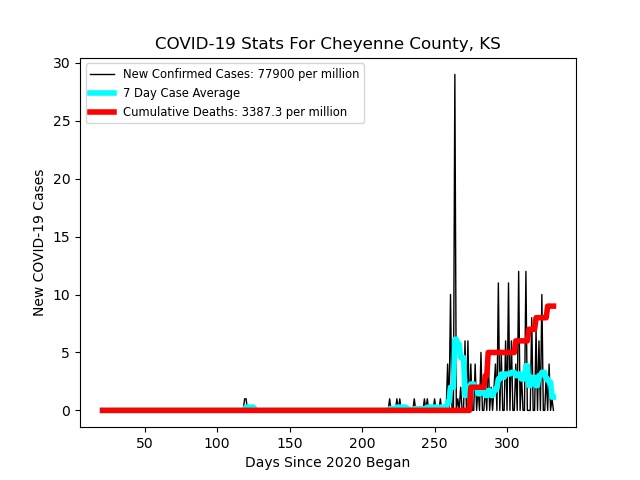 COVID-19 Stats For Cheyenne County, KS
New Confirmed Cases: 77900 per million
7 Day Case Average
Cumulative Deaths: 3387.3 per million
New COVID-19 Cases
30
25
20
15
10
5
0
50 100 150 200 250 300
Days Since 2020 Began